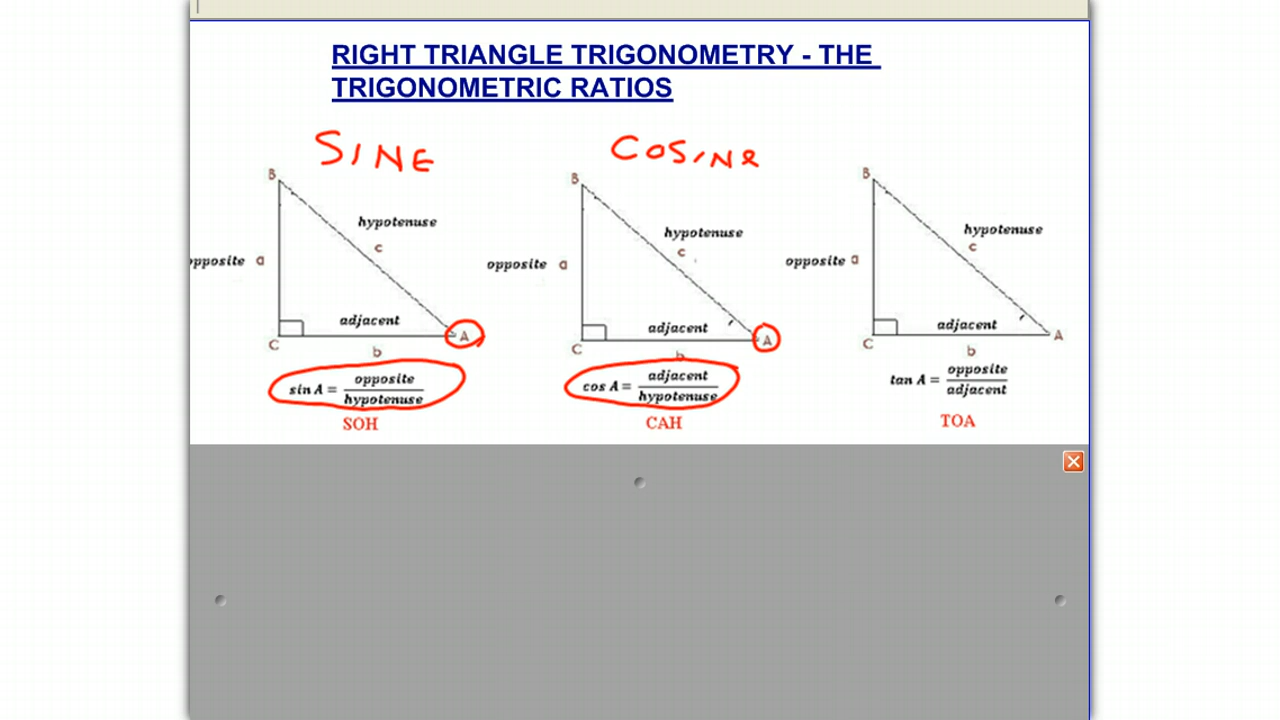 RIGHT TRIANGLE TRIGONOMETRY - THE
TRIGONOMETRIC RATIOS
SINE
COSINE
B
hypotenuse
c
opposite a
adjacent
C
A
b
sin A = opposite / hypotenuse
SOH
B
hypotenuse
c
opposite a
adjacent
C
A
b
cos A = adjacent / hypotenuse
CAH
B
hypotenuse
c
opposite a
adjacent
C
A
b
tan A = opposite / adjacent
TOA